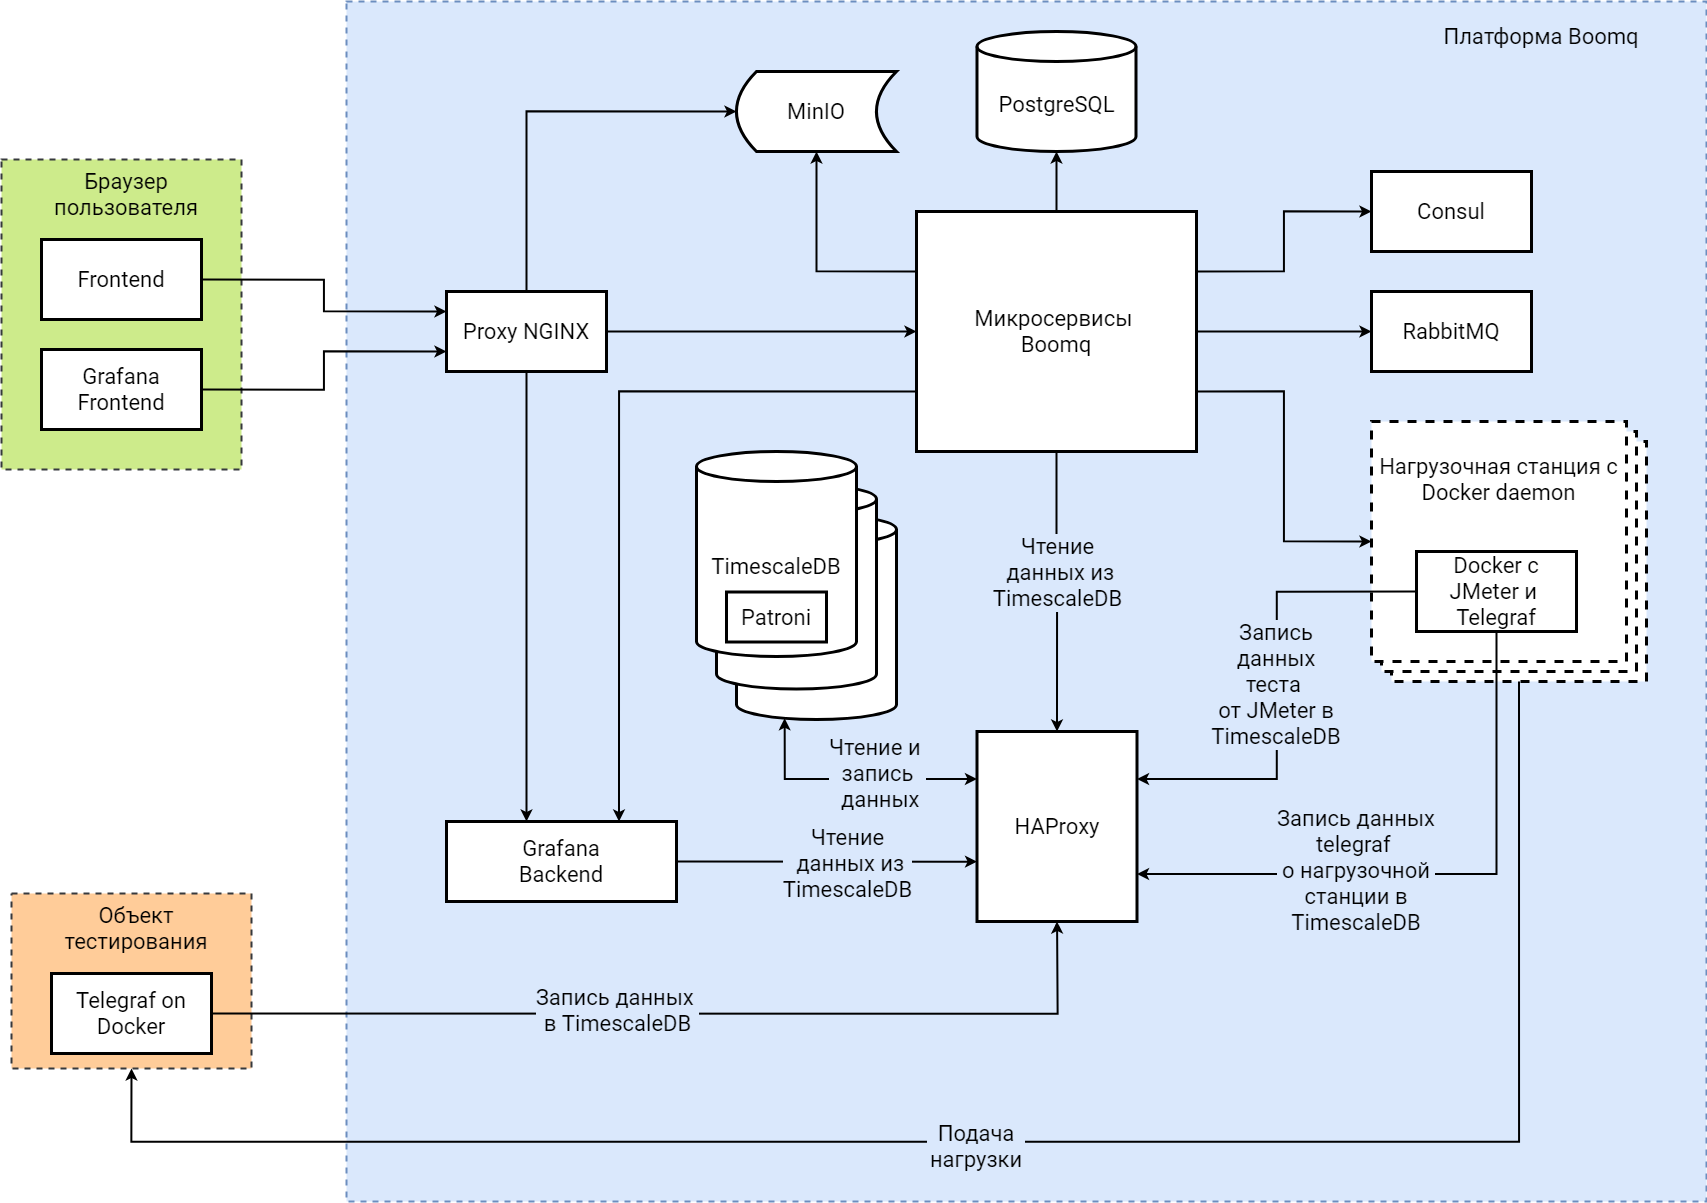 Платформа Boomq
MinIO
PostgreSQL
Браузер
пользователя
Frontend
Grafana
Frontend
Proxy NGINX
Микросервисы
Boomq
Consul
RabbitMQ
Нагрузочная станция с
Docker daemon
Docker с
JMeter и
Telegraf
TimescaleDB
Patroni
Чтение
данных из
TimescaleDB
Запись
данных
теста
от JMeter в
TimescaleDB
Чтение и
запись
данных
HAProxy
Запись данных
telegraf
о нагрузочной
станции в
TimescaleDB
Grafana
Backend
Чтение
данных из
TimescaleDB
Объект
тестирования
Telegraf on
Docker
Запись данных
в TimescaleDB
Подача
нагрузки